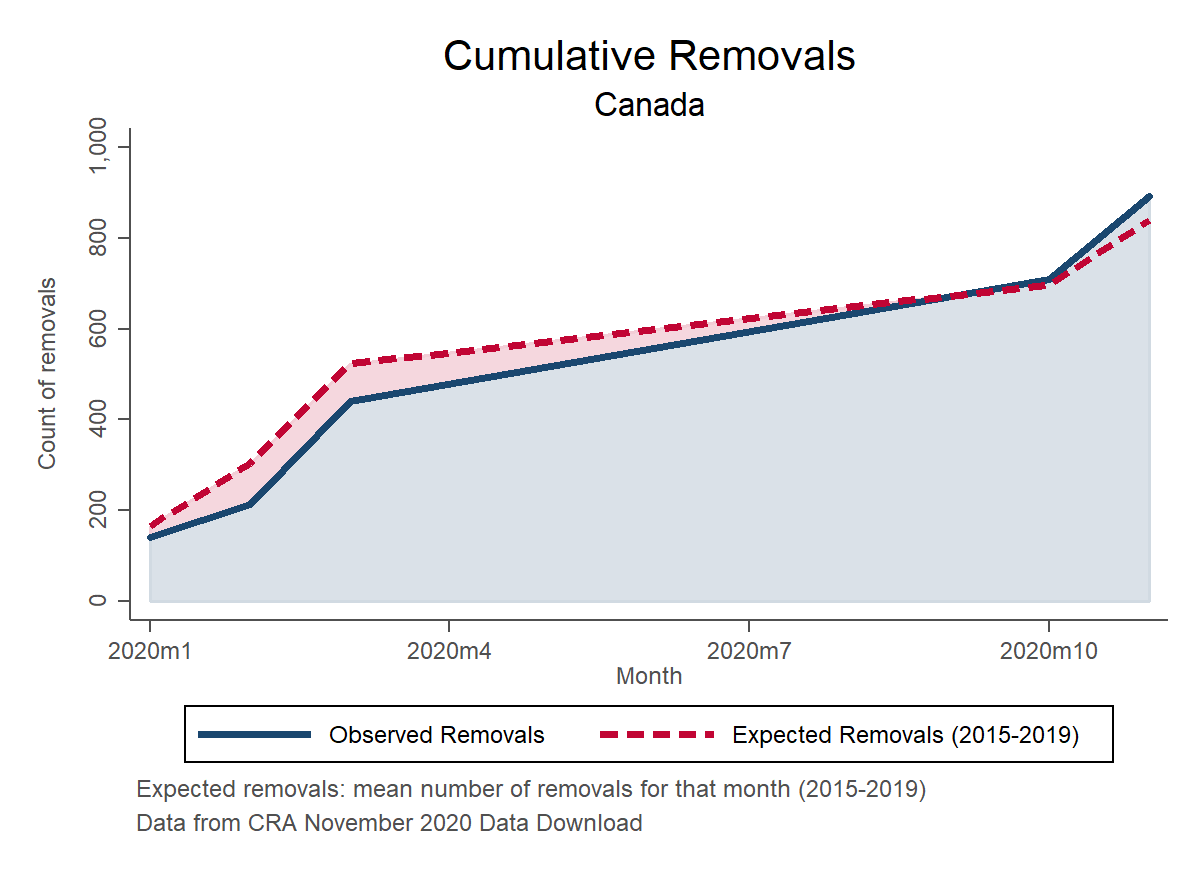 Cumulative Removals
Canada
1,000
800
600
400
200
0
Count of removals
2020m1 2020m4 2020m7 2020m10
Month
Observed Removals Expected Removals (2015-2019)
Expected removals: mean number of removals for that month (2015-2019)
Data from CRA November 2020 Data Download